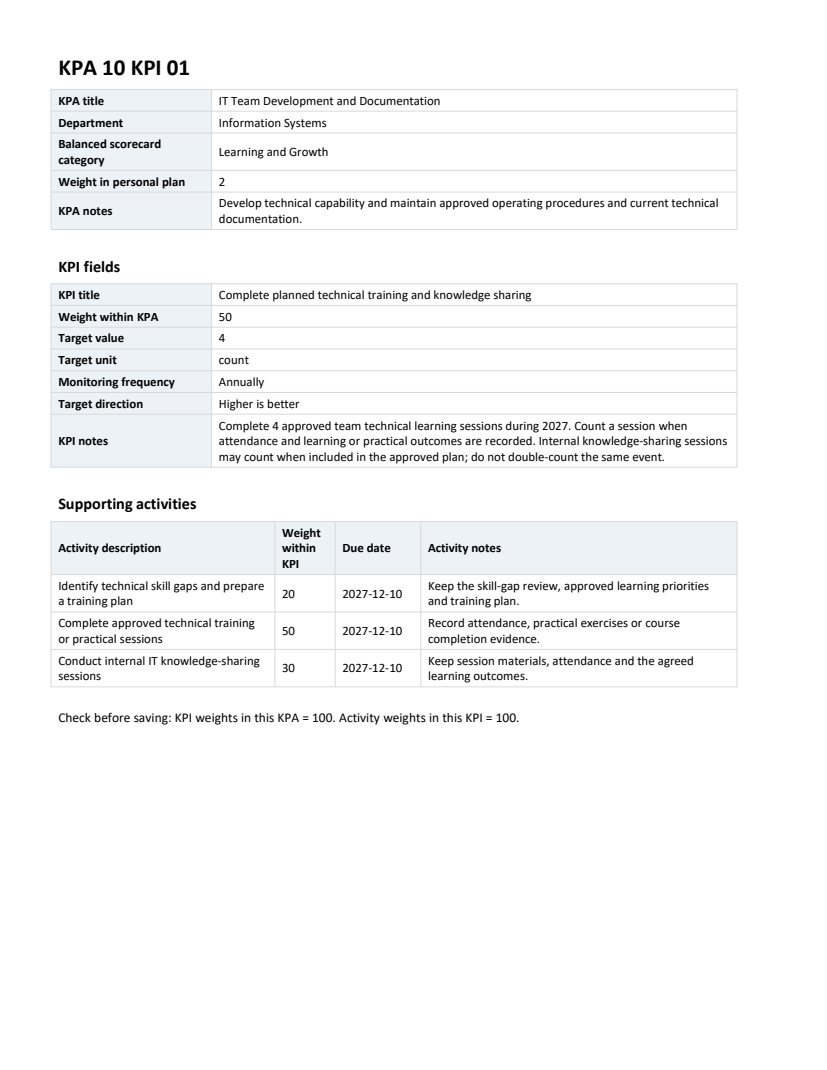 KPA 10 KPI 01
KPA title
IT Team Development and Documentation
Department
Information Systems
Balanced scorecard
category
Learning and Growth
Weight in personal plan
2
KPA notes
Develop technical capability and maintain approved operating procedures and current technical
documentation.
KPI fields
KPI title
Complete planned technical training and knowledge sharing
Weight within KPA
50
Target value
4
Target unit
count
Monitoring frequency
Annually
Target direction
Higher is better
KPI notes
Complete 4 approved team technical learning sessions during 2027. Count a session when
attendance and learning or practical outcomes are recorded. Internal knowledge-sharing sessions
may count when included in the approved plan; do not double-count the same event.
Supporting activities
Activity description
Weight
within
KPI
Due date
Activity notes
Identify technical skill gaps and prepare
a training plan
20
2027-12-10
Keep the skill-gap review, approved learning priorities
and training plan.
Complete approved technical training
or practical sessions
50
2027-12-10
Record attendance, practical exercises or course
completion evidence.
Conduct internal IT knowledge-sharing
sessions
30
2027-12-10
Keep session materials, attendance and the agreed
learning outcomes.
Check before saving: KPI weights in this KPA = 100. Activity weights in this KPI = 100.